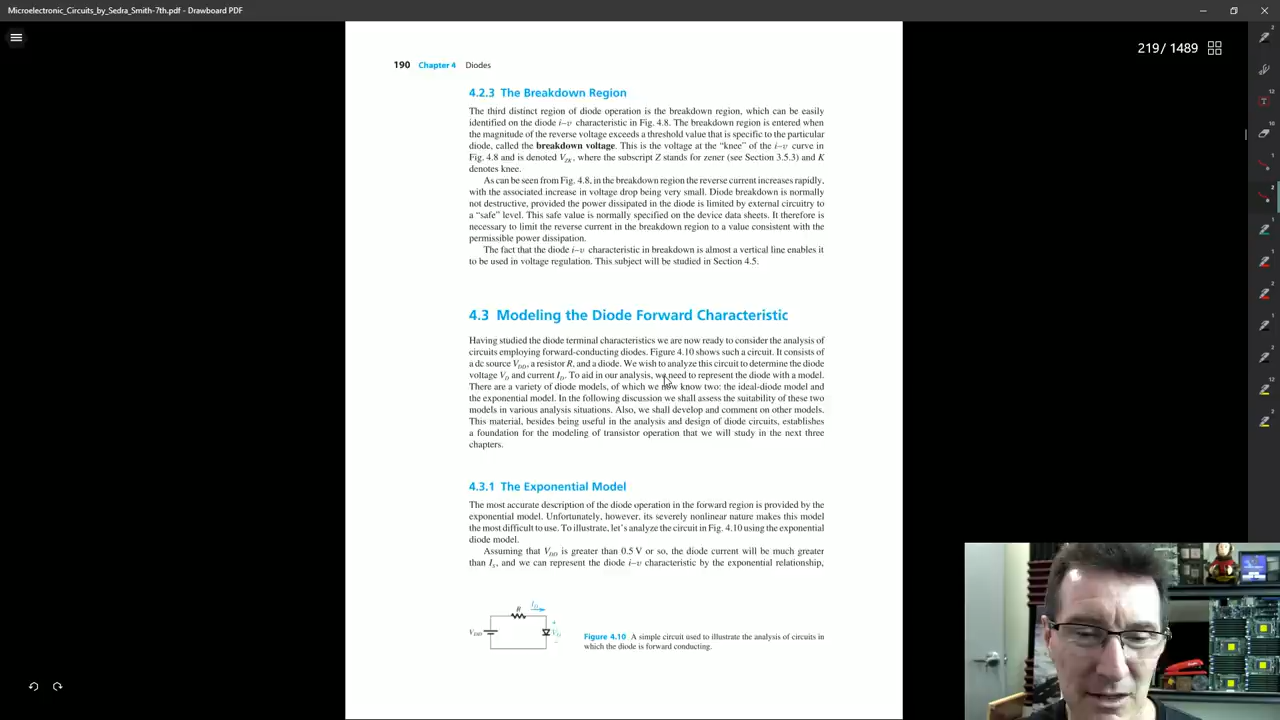 Microelectronic_Circuits_by_Sedra_Smith-7th.pdf - Drawboard PDF
219 / 1489
190 Chapter 4 Diodes
4.2.3 The Breakdown Region
The third distinct region of diode operation is the breakdown region, which can be easily
identified on the diode i–v characteristic in Fig. 4.8. The breakdown region is entered when
the magnitude of the reverse voltage exceeds a threshold value that is specific to the particular
diode, called the breakdown voltage. This is the voltage at the “knee” of the i–v curve in
Fig. 4.8 and is denoted VZK, where the subscript Z stands for zener (see Section 3.5.3) and K
denotes knee.
As can be seen from Fig. 4.8, in the breakdown region the reverse current increases rapidly,
with the associated increase in voltage drop being very small. Diode breakdown is normally
not destructive, provided the power dissipated in the diode is limited by external circuitry to
a “safe” level. This safe value is normally specified on the device data sheets. It therefore is
necessary to limit the reverse current in the breakdown region to a value consistent with the
permissible power dissipation.
The fact that the diode i–v characteristic in breakdown is almost a vertical line enables it
to be used in voltage regulation. This subject will be studied in Section 4.5.
4.3 Modeling the Diode Forward Characteristic
Having studied the diode terminal characteristics we are now ready to consider the analysis of
circuits employing forward-conducting diodes. Figure 4.10 shows such a circuit. It consists of
a dc source VDD, a resistor R, and a diode. We wish to analyze this circuit to determine the diode
voltage VD and current ID. To aid in our analysis, we need to represent the diode with a model.
There are a variety of diode models, of which we now know two: the ideal-diode model and
the exponential model. In the following discussion we shall assess the suitability of these two
models in various analysis situations. Also, we shall develop and comment on other models.
This material, besides being useful in the analysis and design of diode circuits, establishes
a foundation for the modeling of transistor operation that we will study in the next three
chapters.
4.3.1 The Exponential Model
The most accurate description of the diode operation in the forward region is provided by the
exponential model. Unfortunately, however, its severely nonlinear nature makes this model
the most difficult to use. To illustrate, let’s analyze the circuit in Fig. 4.10 using the exponential
diode model.
Assuming that VDD is greater than 0.5 V or so, the diode current will be much greater
than IS, and we can represent the diode i–v characteristic by the exponential relationship,
R
ID
VDD
+
VD
–
Figure 4.10 A simple circuit used to illustrate the analysis of circuits in
which the diode is forward conducting.